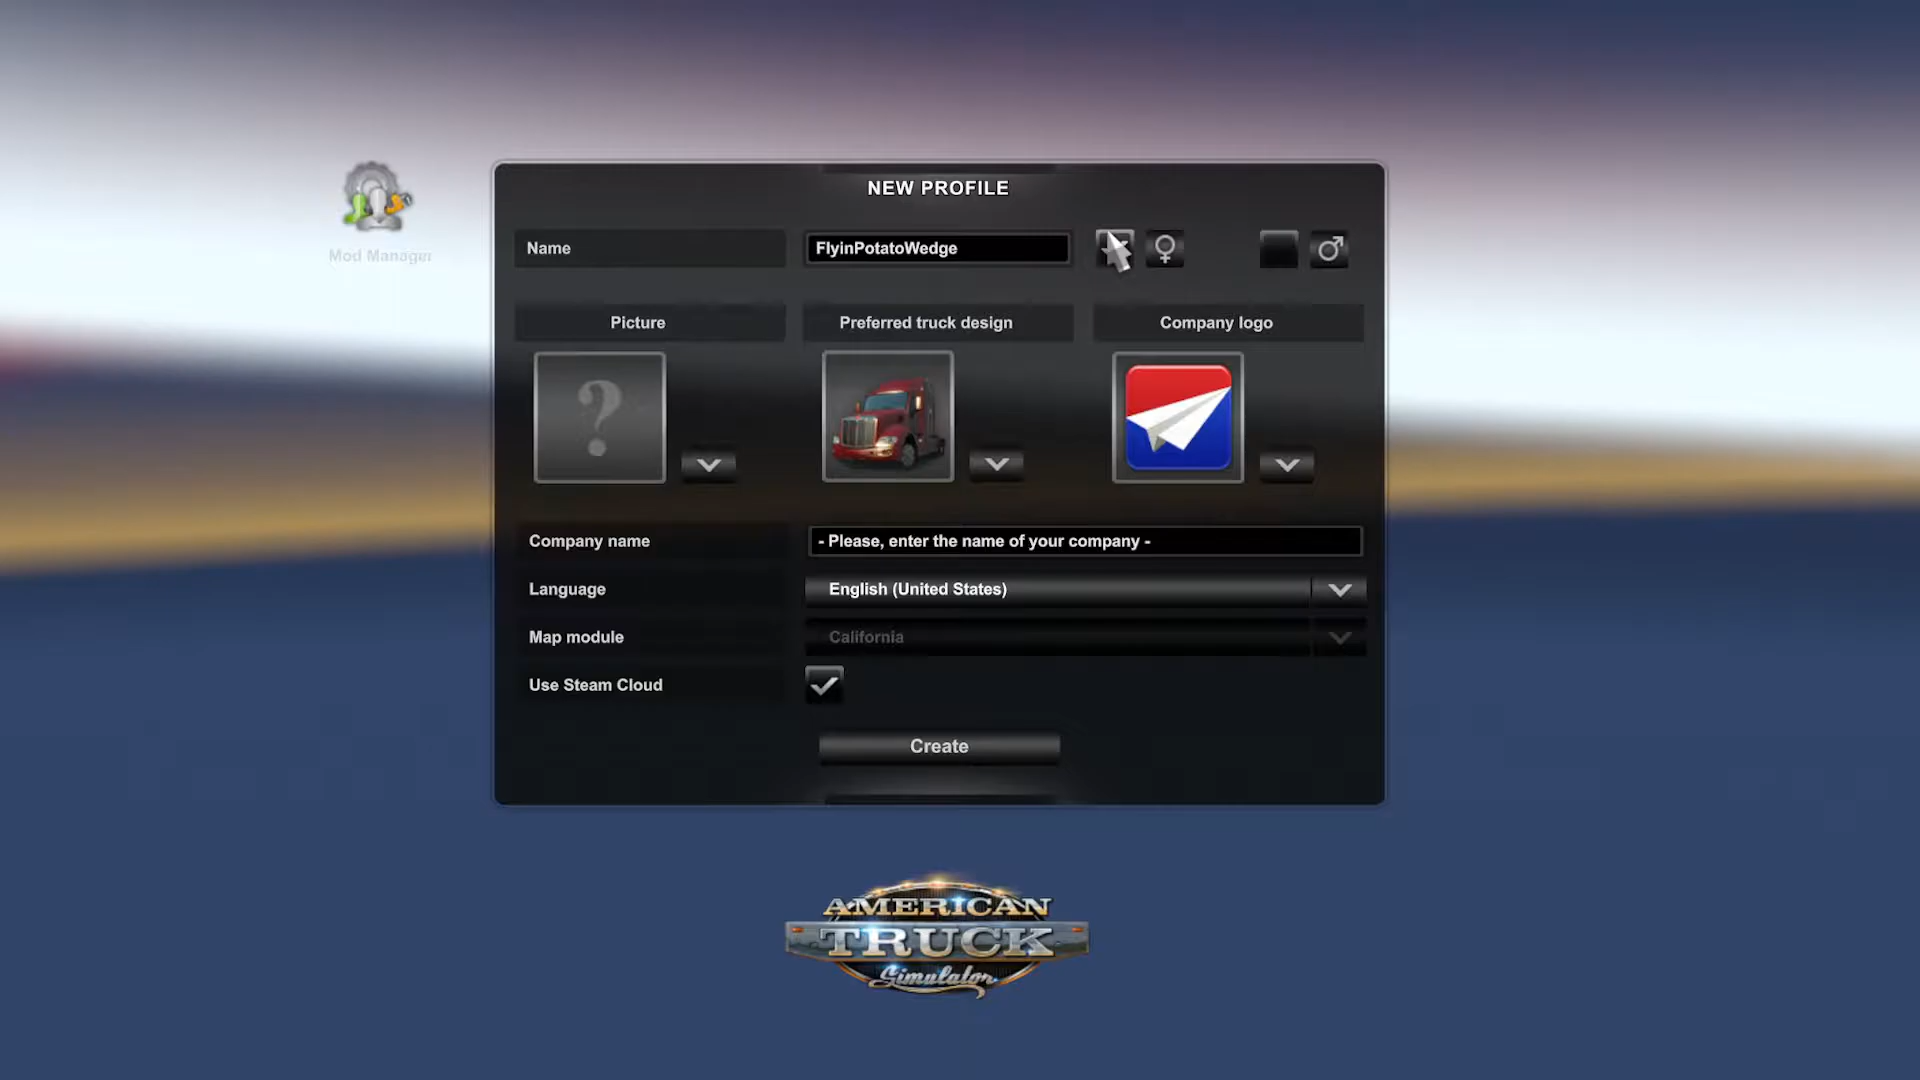 Mod Manager
NEW PROFILE
Name
FlyinPotatoWedge
Picture
Preferred truck design
Company logo
Company name
- Please, enter the name of your company -
Language
English (United States)
Map module
California
Use Steam Cloud
Create
AMERICAN
TRUCK
Simulator